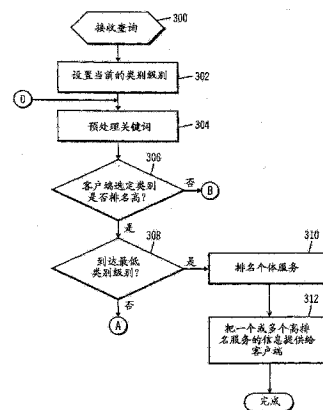 接收查询
300
设置当前的类别级别
302
D
预处理关键词
304
306
客户端选定类别
是否排名高?
否
B
是
308
到达最低
类别级别?
是
310
排名个体服务
否
A
312
把一个或多个高排
名服务的信息提供给
客户端
完成